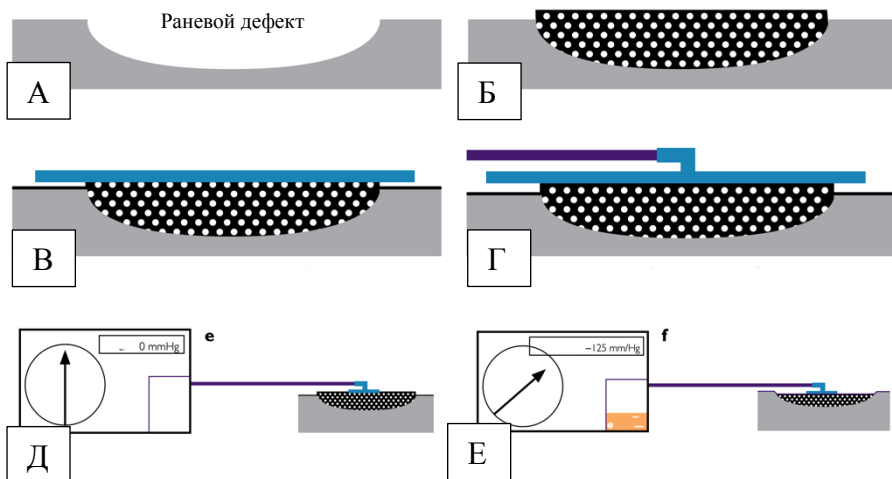 Раневой дефект
А
Б
В
Г
0 mmHg
e
Д
−125 mm/Hg
f
Е